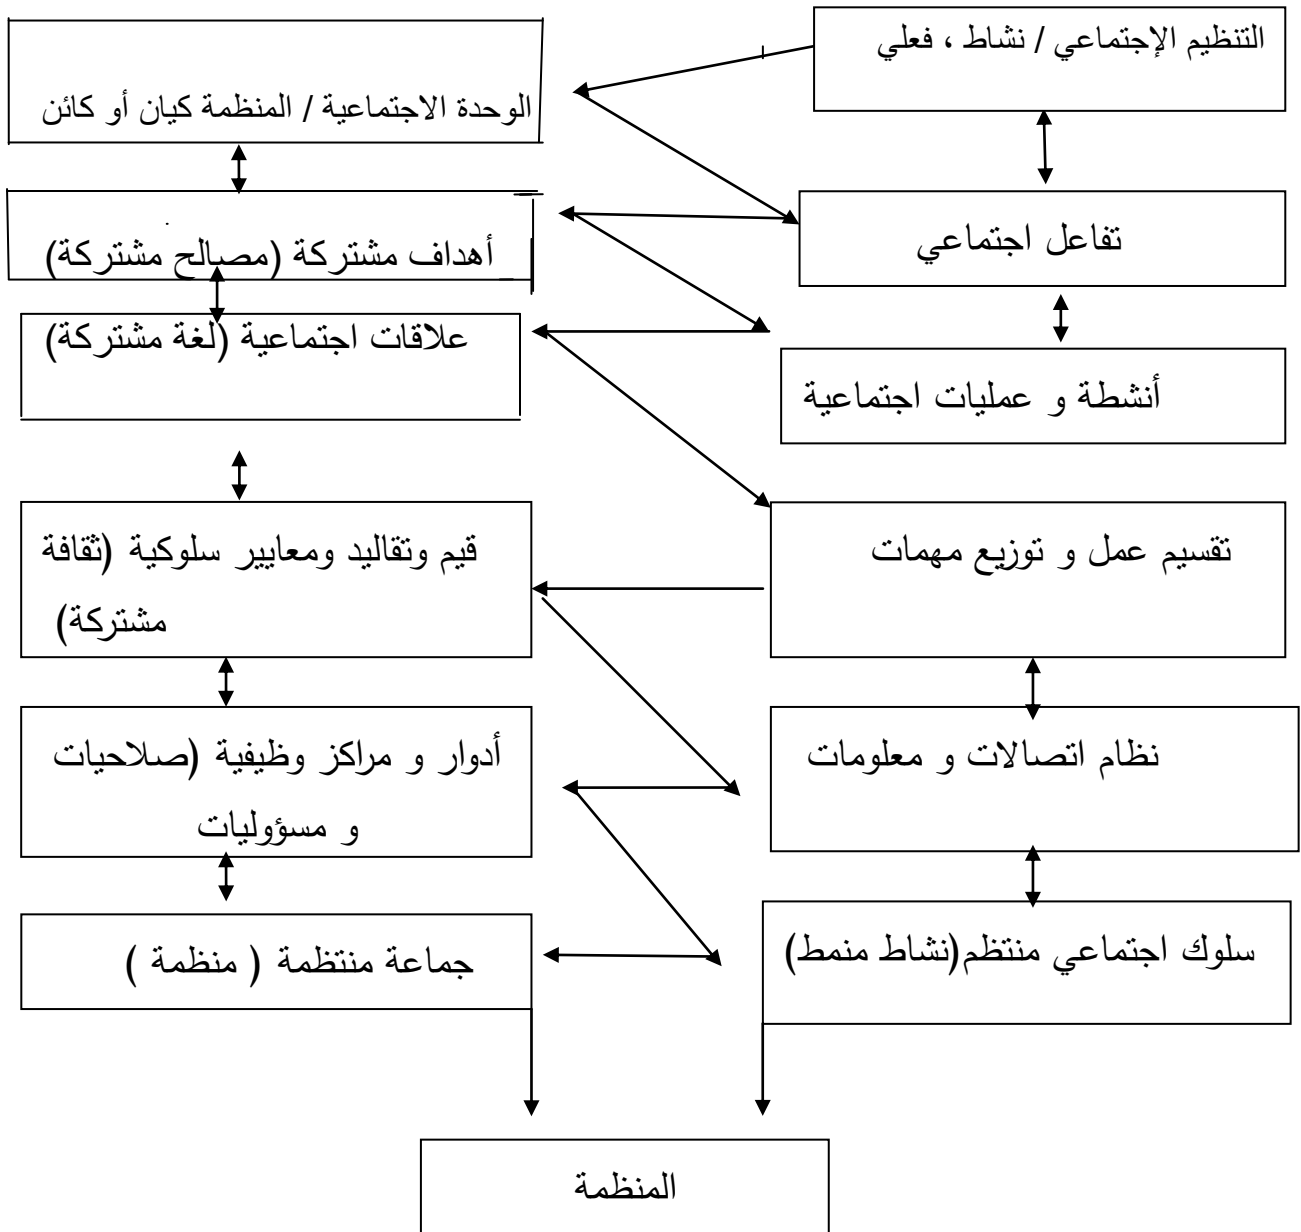 التنظيم الإجتماعي / نشاط ، فعلي
الوحدة الاجتماعية / المنظمة كيان أو كائن
تفاعل اجتماعي
أهداف مشتركة (مصالح مشتركة)
أنشطة و عمليات اجتماعية
علاقات اجتماعية (لغة مشتركة)
تقسيم عمل و توزيع مهمات
قيم وتقاليد ومعايير سلوكية (ثقافة
مشتركة)
نظام اتصالات و معلومات
أدوار و مراكز وظيفية (صلاحيات
و مسؤوليات
سلوك اجتماعي منتظم(نشاط منمط)
جماعة منتظمة ( منظمة )
المنظمة